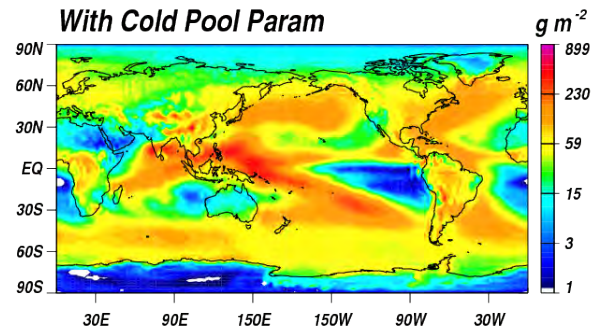 With Cold Pool Param
g m-2
90N
60N
30N
EQ
30S
60S
90S
899
230
59
15
3
1
30E 90E 150E 150W 90W 30W